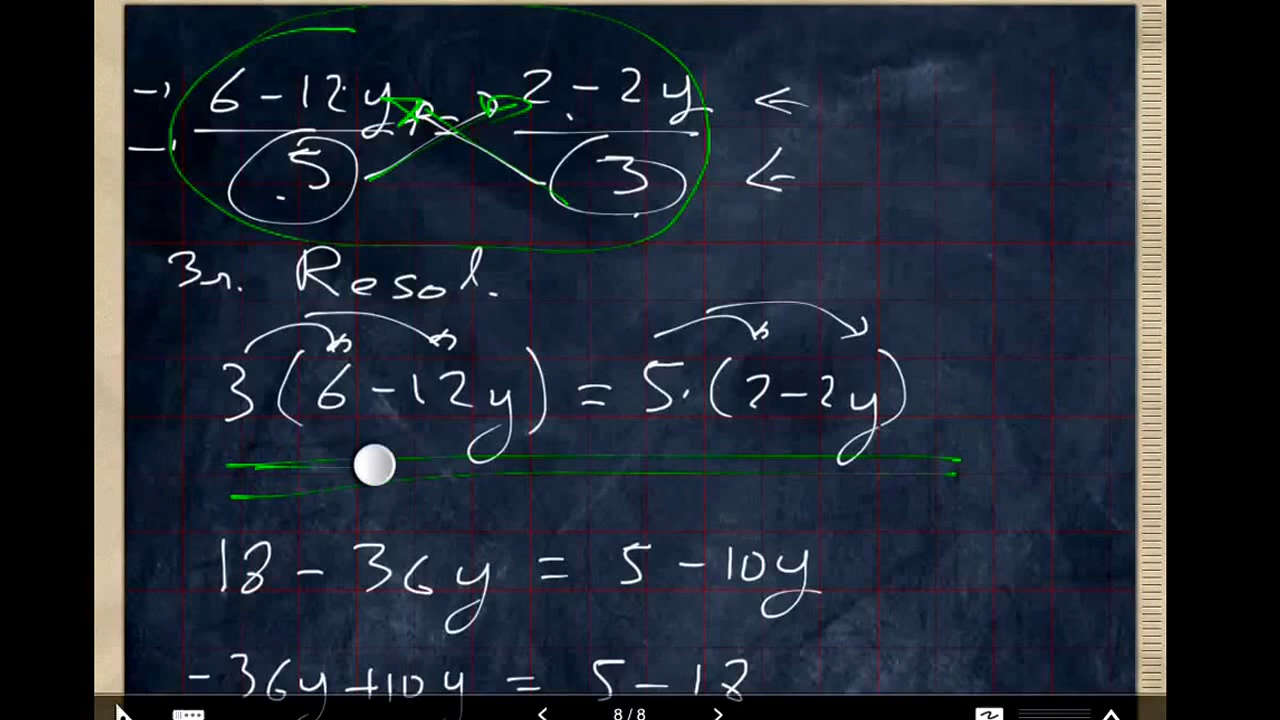 6 - 12y = 2 - 2y
5 3
3r. Resol.
3(6-12y) = 5·(2-2y)
18 - 36y = 5 - 10y
-36y + 10y = 5 - 18
8/8